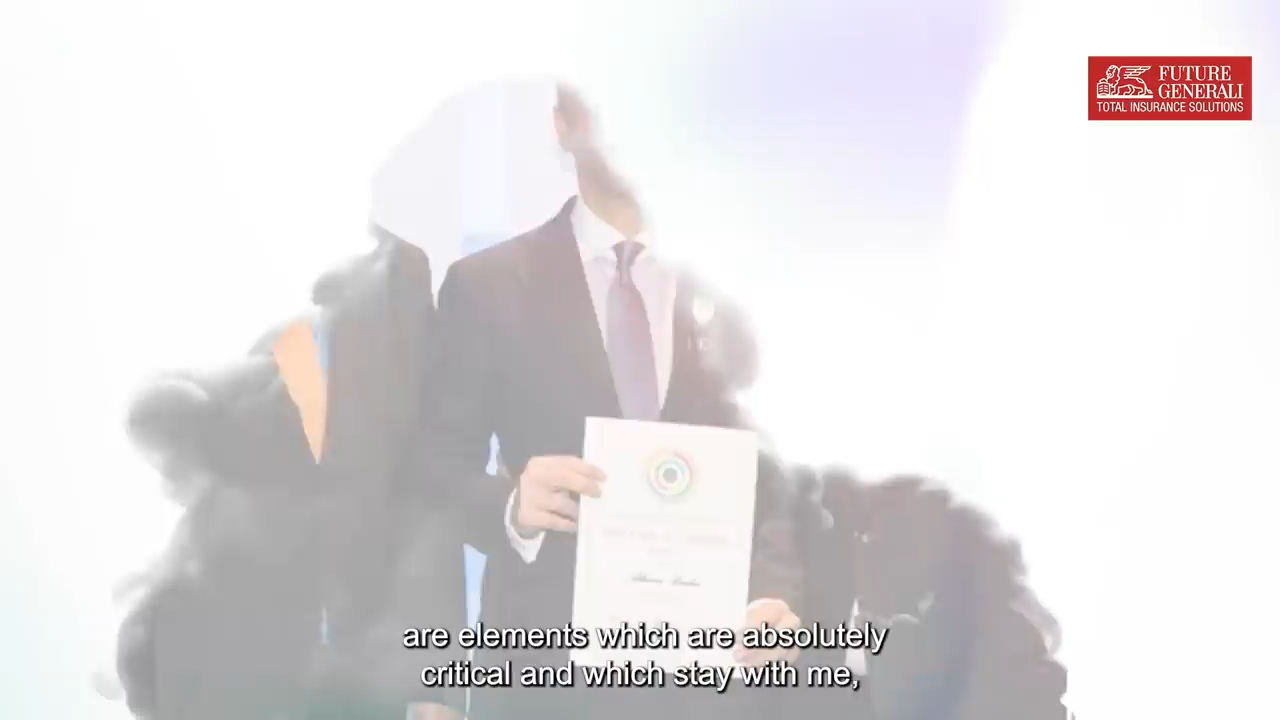 FUTURE
GENERALI
TOTAL INSURANCE SOLUTIONS
are elements which are absolutely
critical and which stay with me,